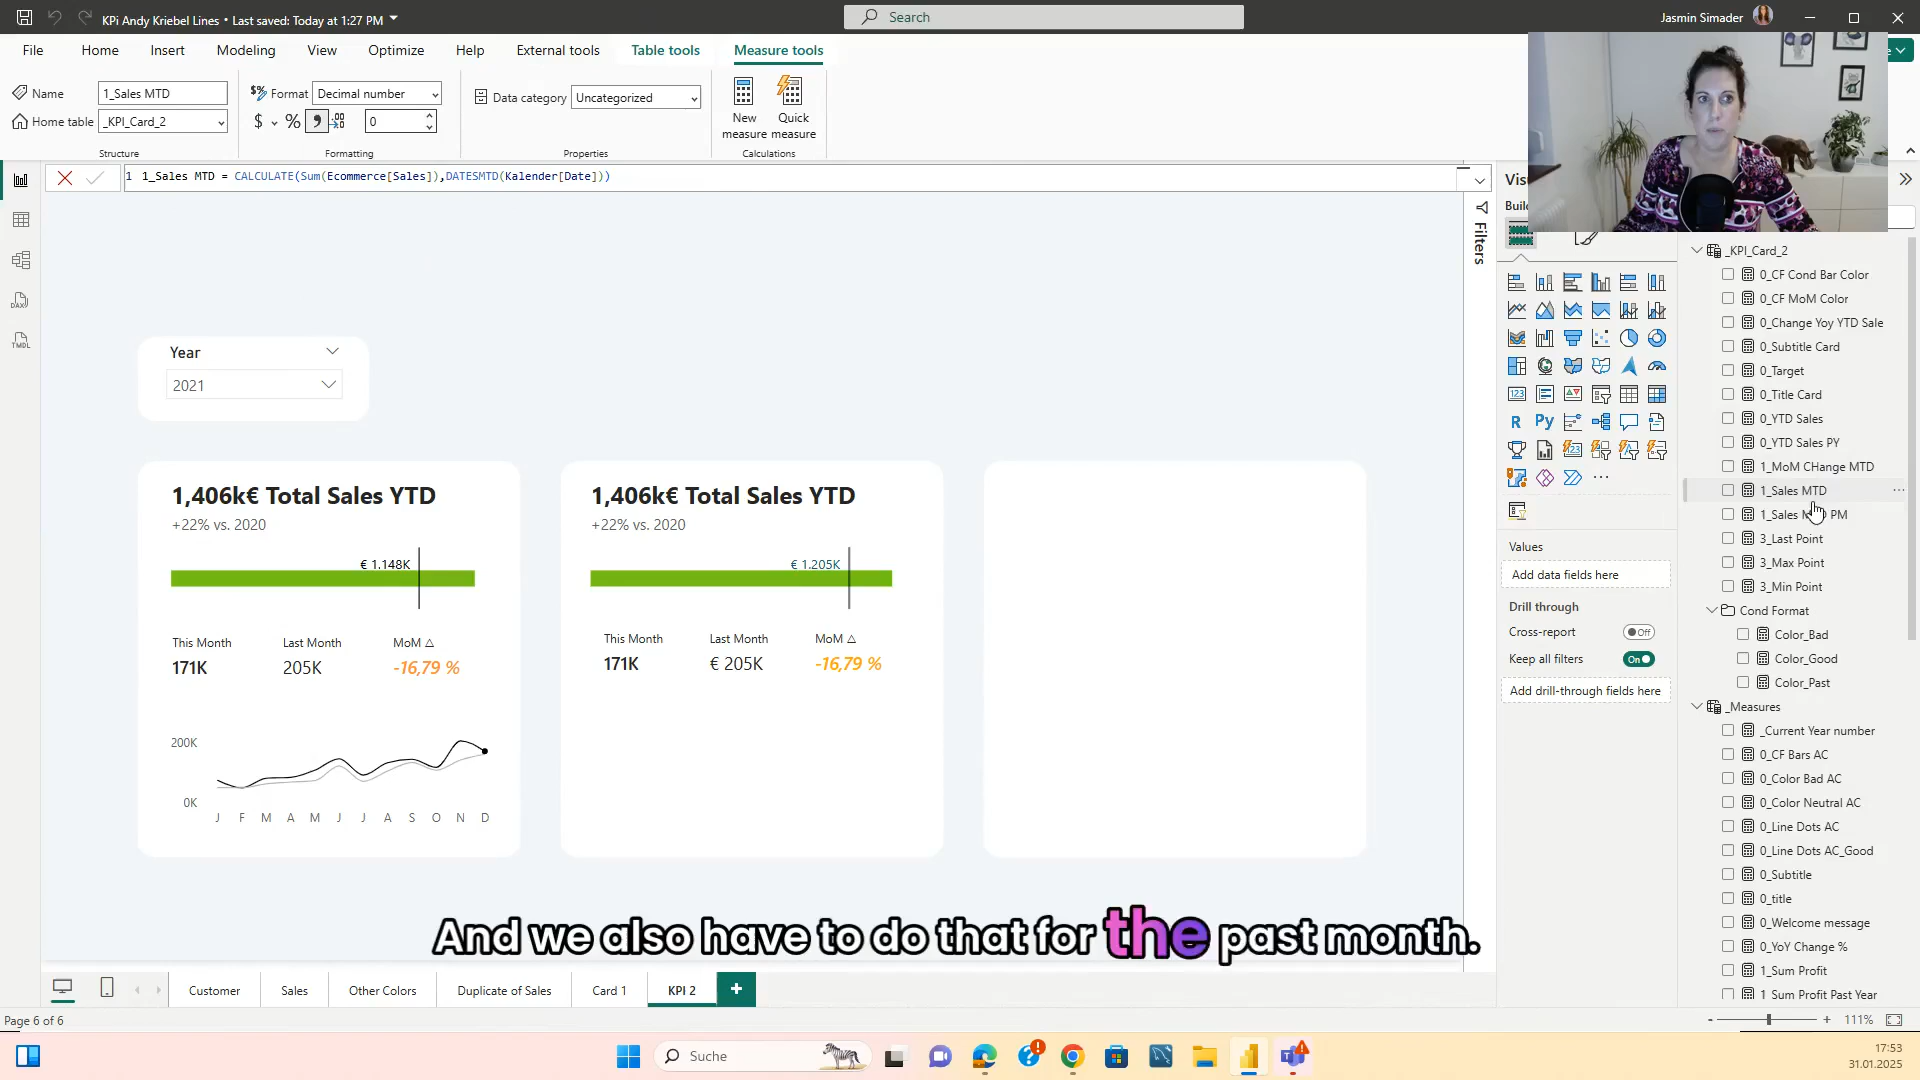 KPi Andy Kriebel Lines • Last saved: Today at 1:27 PM
Search
Jasmin Simader
File Home Insert Modeling View Optimize Help External tools Table tools Measure tools
Name 1_Sales MTD
Home table _KPI_Card_2
Structure
Format Decimal number
$ % 0
Formatting
Data category Uncategorized
Properties
New measure
Quick measure
Calculations
1 1_Sales MTD = CALCULATE(Sum(Ecommerce[Sales]),DATESMTD(Kalender[Date]))
Year
2021
1,406k€ Total Sales YTD
+22% vs. 2020
€ 1.148K
This Month Last Month MoM △
171K 205K -16,79 %
200K
0K
J F M A M J J A S O N D
1,406k€ Total Sales YTD
+22% vs. 2020
€ 1.205K
This Month Last Month MoM △
171K € 205K -16,79 %
Filters
Build
R Py
123
Values
Add data fields here
Drill through
Cross-report Off
Keep all filters On
Add drill-through fields here
_KPI_Card_2
0_CF Cond Bar Color
0_CF MoM Color
0_Change Yoy YTD Sale
0_Subtitle Card
0_Target
0_Title Card
0_YTD Sales
0_YTD Sales PY
1_MoM CHange MTD
1_Sales MTD
1_Sales PM
3_Last Point
3_Max Point
3_Min Point
Cond Format
Color_Bad
Color_Good
Color_Past
_Measures
_Current Year number
0_CF Bars AC
0_Color Bad AC
0_Color Neutral AC
0_Line Dots AC
0_Line Dots AC_Good
0_Subtitle
0_title
0_Welcome message
0_YoY Change %
1_Sum Profit
1_Sum Profit Past Year
And we also have to do that for the past month.
Customer Sales Other Colors Duplicate of Sales Card 1 KPI 2 +
Page 6 of 6
- + 111%
Suche
17:53
31.01.2025